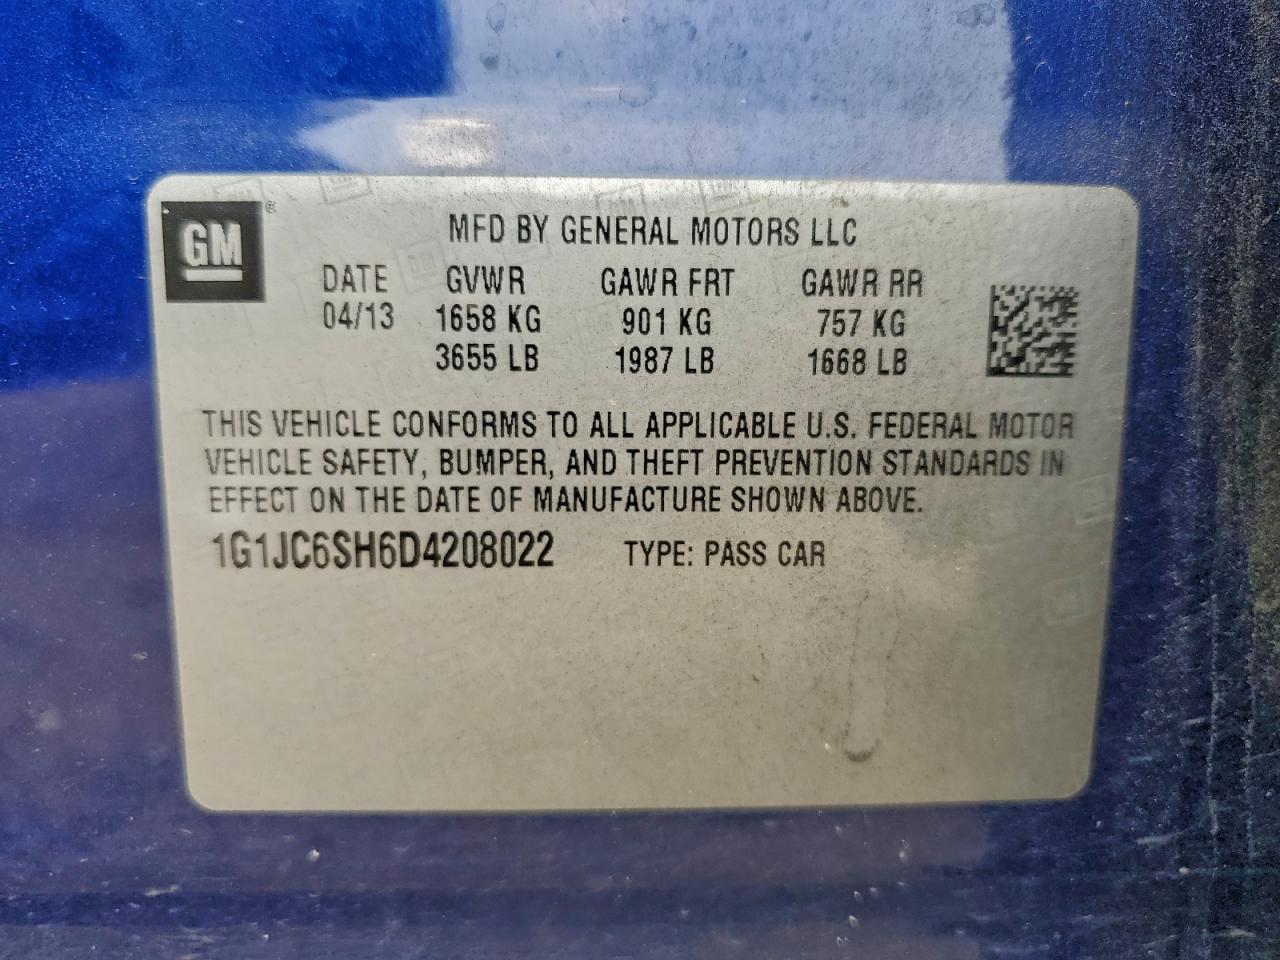 GM ®
MFD BY GENERAL MOTORS LLC
DATE GVWR GAWR FRT GAWR RR
04/13 1658 KG 901 KG 757 KG
3655 LB 1987 LB 1668 LB
THIS VEHICLE CONFORMS TO ALL APPLICABLE U.S. FEDERAL MOTOR
VEHICLE SAFETY, BUMPER, AND THEFT PREVENTION STANDARDS IN
EFFECT ON THE DATE OF MANUFACTURE SHOWN ABOVE.
1G1JC6SH6D4208022 TYPE: PASS CAR